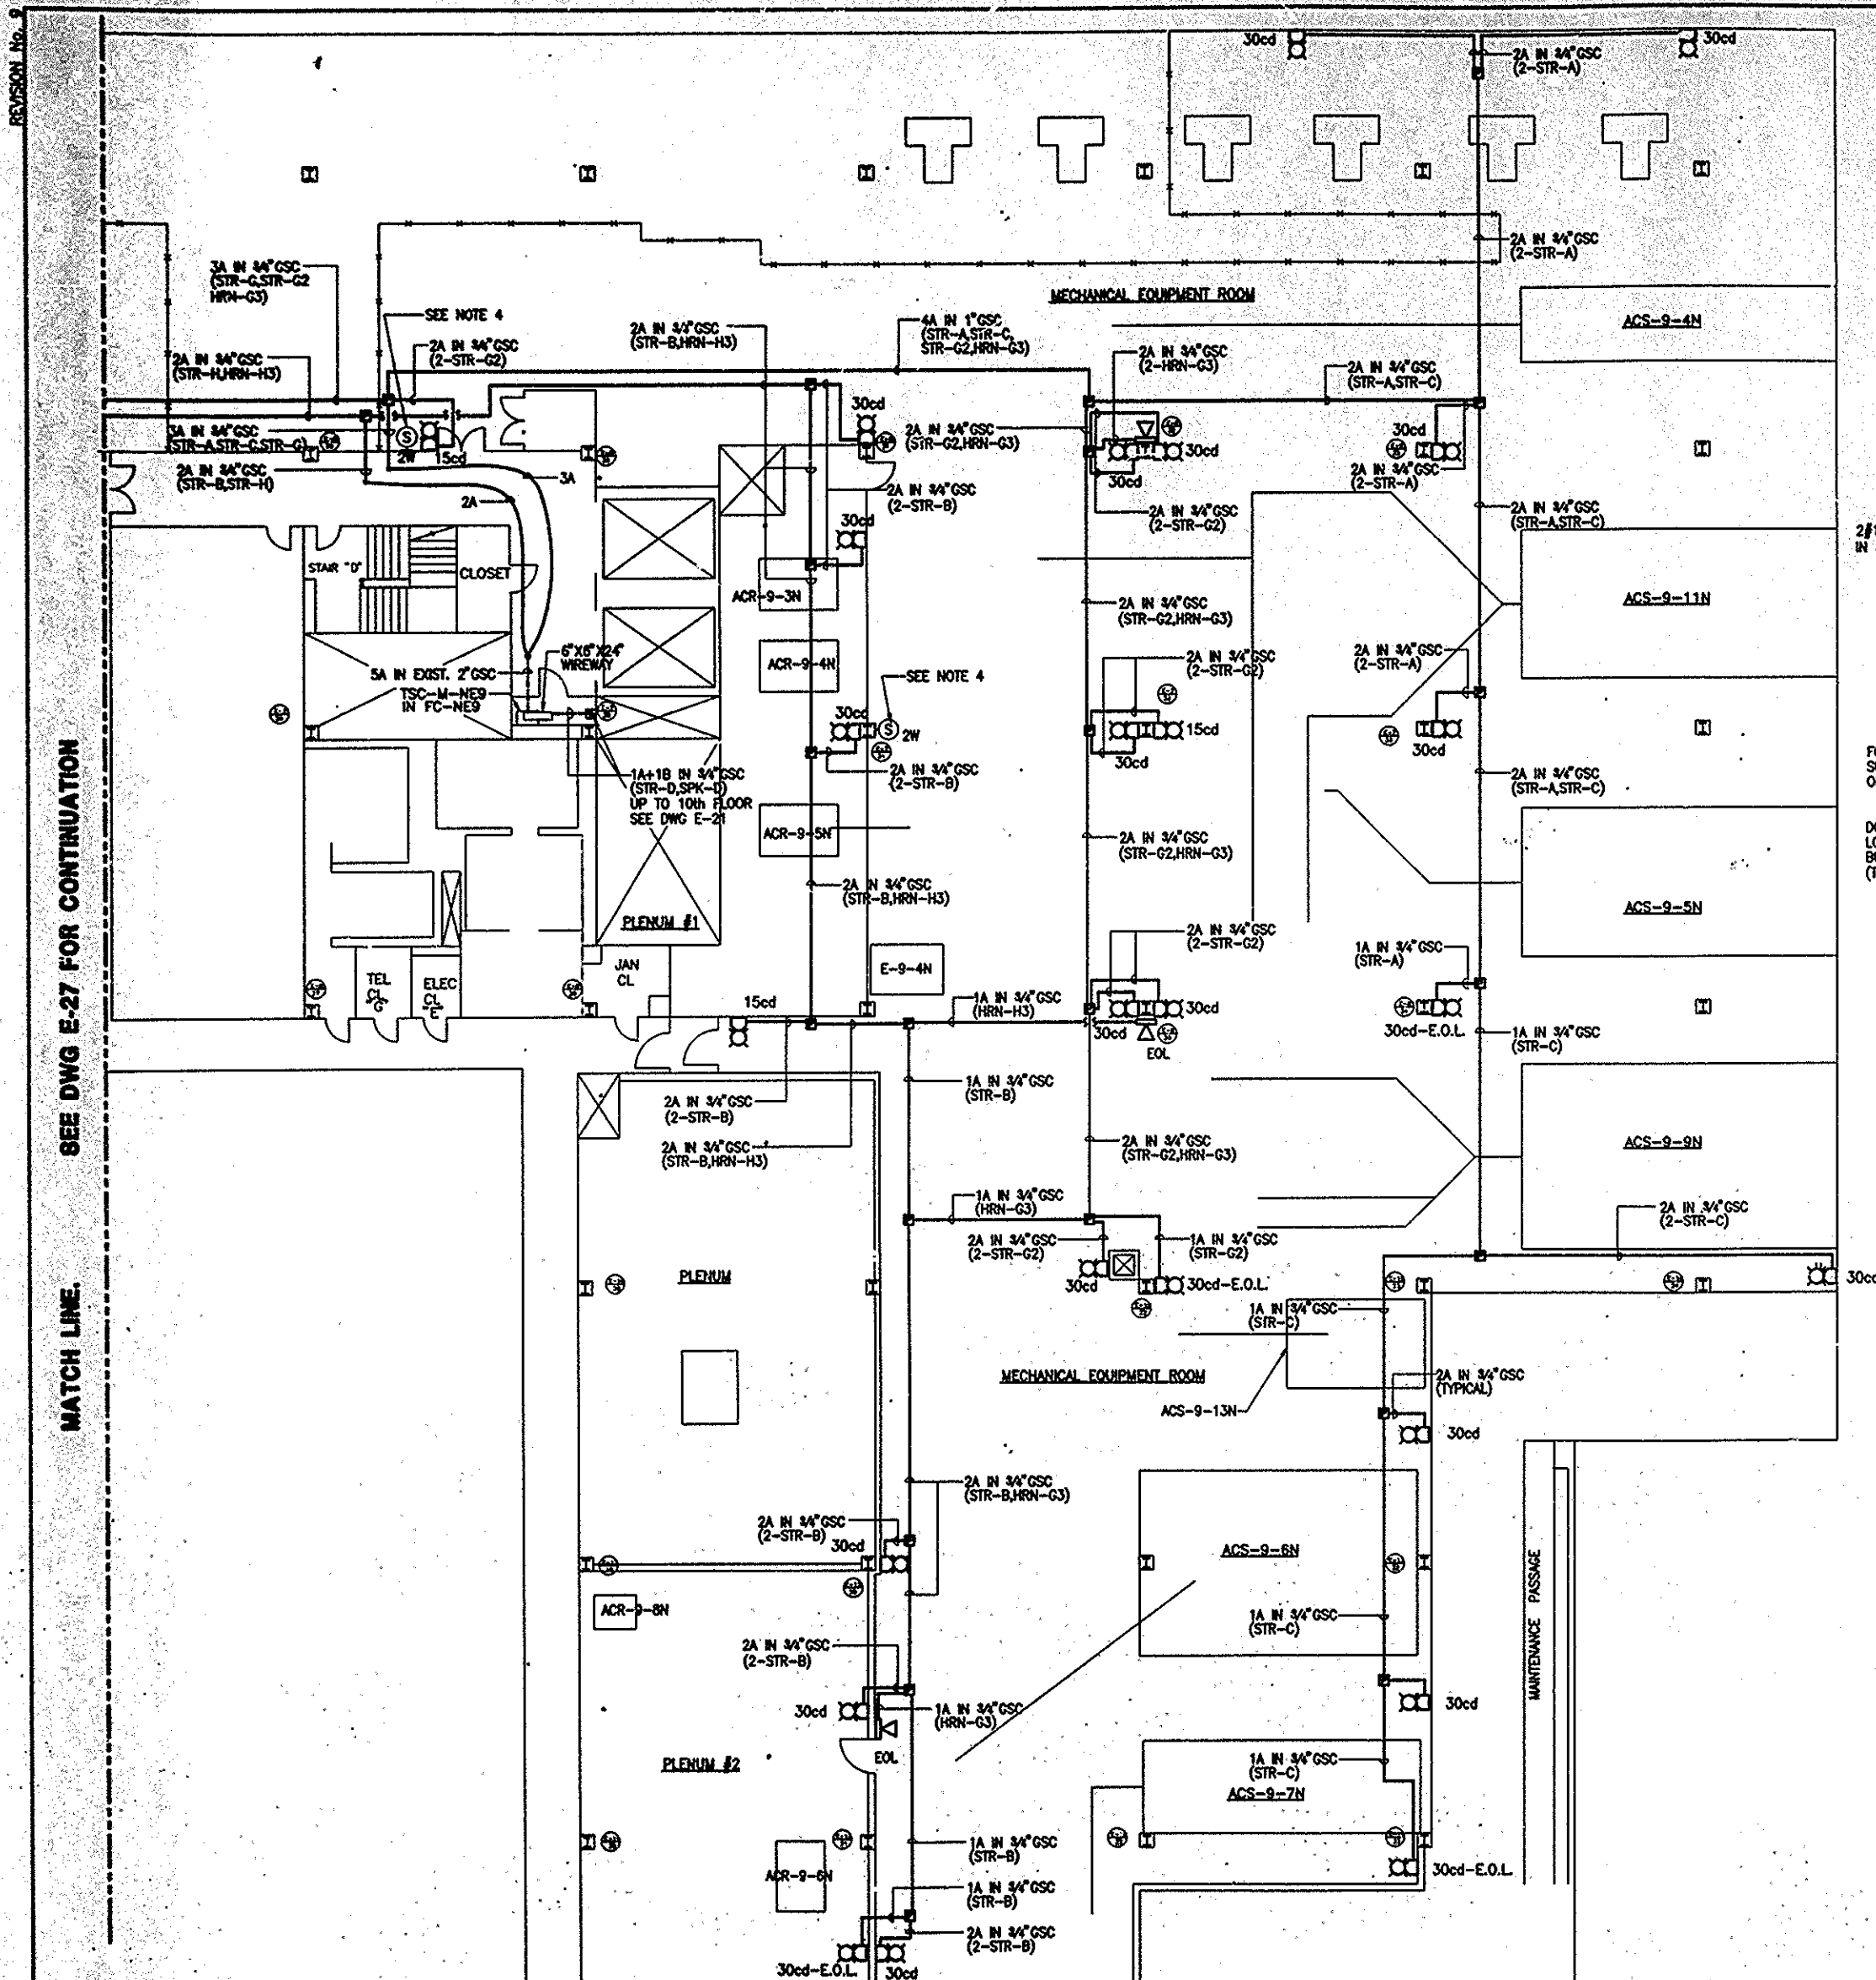 REVISION No. 9
30cd
30cd
2A IN 3/4"GSC
(2-STR-A)
2A IN 3/4"GSC
(2-STR-A)
3A IN 3/4"GSC
(STR-G,STR-G2
HRN-G3)
MECHANICAL EQUIPMENT ROOM
SEE NOTE 4
2A IN 3/4"GSC
(STR-B,HRN-H3)
4A IN 1"GSC
(STR-A,STR-C,
STR-G2,HRN-G3)
ACS-9-4N
2A IN 3/4"GSC
(2-STR-G2)
2A IN 3/4"GSC
(STR-H,HRN-H3)
2A IN 3/4"GSC
(2-HRN-G3)
2A IN 3/4"GSC
(STR-A,STR-C)
30cd
2A IN 3/4"GSC
(STR-G2,HRN-G3)
30cd
3A IN 3/4"GSC
(STR-A,STR-C,STR-G)
S
2W
15cd
30cd
30cd
2A IN 3/4"GSC
(STR-B,STR-H)
3A
2A
2A IN 3/4"GSC
(2-STR-A)
2A IN 3/4"GSC
(2-STR-B)
2A IN 3/4"GSC
(2-STR-G2)
2A IN 3/4"GSC
(STR-A,STR-C)
30cd
2#1
IN
STAIR "D"
CLOSET
ACR-9-3N
2A IN 3/4"GSC
(STR-G2,HRN-G3)
ACS-9-11N
5A IN EXIST. 2"GSC
6"X6"X24"
WIREWAY
ACR-9-4N
2A IN 3/4"GSC
(2-STR-G2)
2A IN 3/4"GSC
(2-STR-A)
TSC-M-NE9
IN FC-NE9
SEE NOTE 4
30cd
S
2W
15cd
30cd
30cd
1A+1B IN 3/4"GSC
(STR-D,SPK-D)
UP TO 10th FLOOR
SEE DWG E-21
2A IN 3/4"GSC
(2-STR-B)
2A IN 3/4"GSC
(STR-A,STR-C)
ACR-9-5N
2A IN 3/4"GSC
(STR-G2,HRN-G3)
2A IN 3/4"GSC
(STR-B,HRN-H3)
ACS-9-5N
PLENUM #1
2A IN 3/4"GSC
(2-STR-G2)
1A IN 3/4"GSC
(STR-A)
JAN
CL
E-9-4N
TEL
CL
"G"
ELEC
CL
"E"
15cd
1A IN 3/4"GSC
(HRN-H3)
30cd
30cd
EOL
30cd-E.O.L.
1A IN 3/4"GSC
(STR-C)
1A IN 3/4"GSC
(STR-B)
2A IN 3/4"GSC
(2-STR-B)
2A IN 3/4"GSC
(STR-B,HRN-H3)
2A IN 3/4"GSC
(STR-G2,HRN-G3)
ACS-9-9N
1A IN 3/4"GSC
(HRN-G3)
2A IN 3/4"GSC
(2-STR-C)
2A IN 3/4"GSC
(2-STR-G2)
1A IN 3/4"GSC
(STR-G2)
PLENUM
30cd
30cd-E.O.L.
30cd
1A IN 3/4"GSC
(STR-C)
MECHANICAL EQUIPMENT ROOM
2A IN 3/4"GSC
(TYPICAL)
ACS-9-13N
30cd
2A IN 3/4"GSC
(STR-B,HRN-G3)
2A IN 3/4"GSC
(2-STR-B)
30cd
ACS-9-6N
ACR-9-8N
1A IN 3/4"GSC
(STR-C)
2A IN 3/4"GSC
(2-STR-B)
30cd
1A IN 3/4"GSC
(HRN-G3)
30cd
EOL
PLENUM #2
1A IN 3/4"GSC
(STR-C)
ACS-9-7N
1A IN 3/4"GSC
(STR-B)
ACR-9-6N
30cd-E.O.L.
1A IN 3/4"GSC
(STR-B)
2A IN 3/4"GSC
(2-STR-B)
30cd-E.O.L.
30cd
MAINTENANCE PASSAGE
MATCH LINE. SEE DWG E-27 FOR CONTINUATION